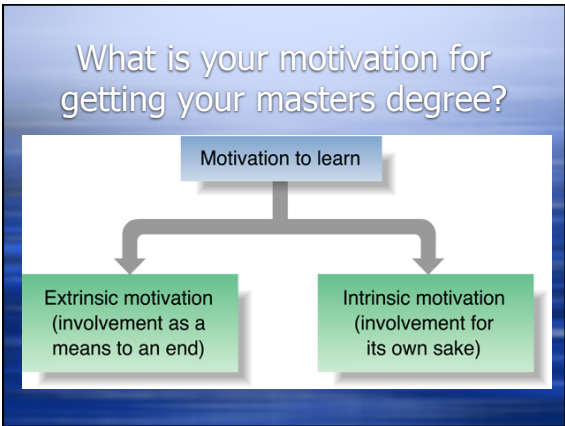 What is your motivation for
getting your masters degree?
Motivation to learn
Extrinsic motivation
(involvement as a
means to an end)
Intrinsic motivation
(involvement for
its own sake)